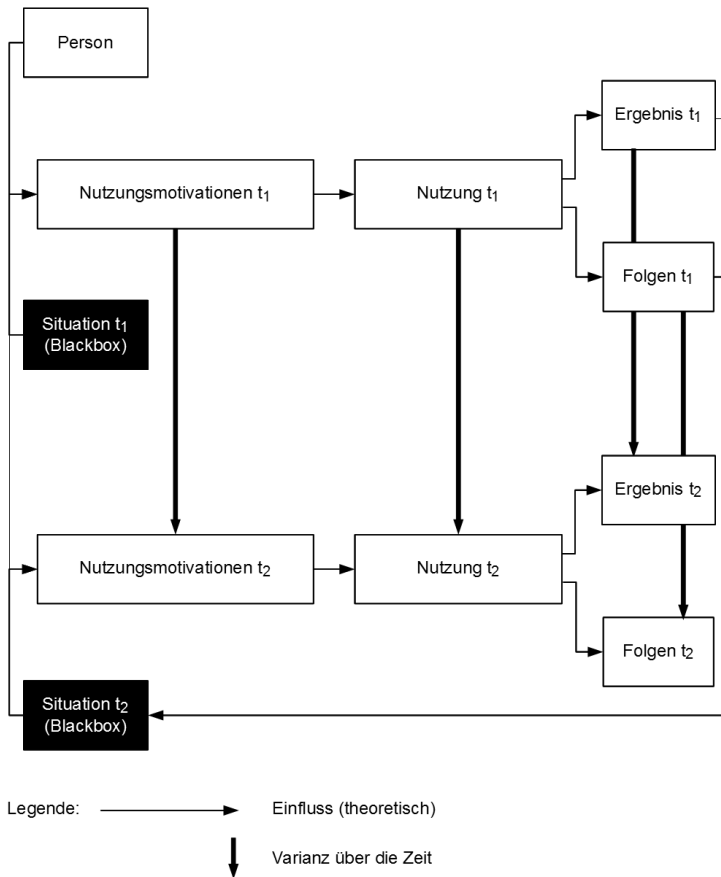 Person
Ergebnis t1
Nutzungsmotivationen t1
Nutzung t1
Folgen t1
Situation t1
(Blackbox)
Ergebnis t2
Nutzungsmotivationen t2
Nutzung t2
Folgen t2
Situation t2
(Blackbox)
Legende:
Einfluss (theoretisch)
Varianz über die Zeit